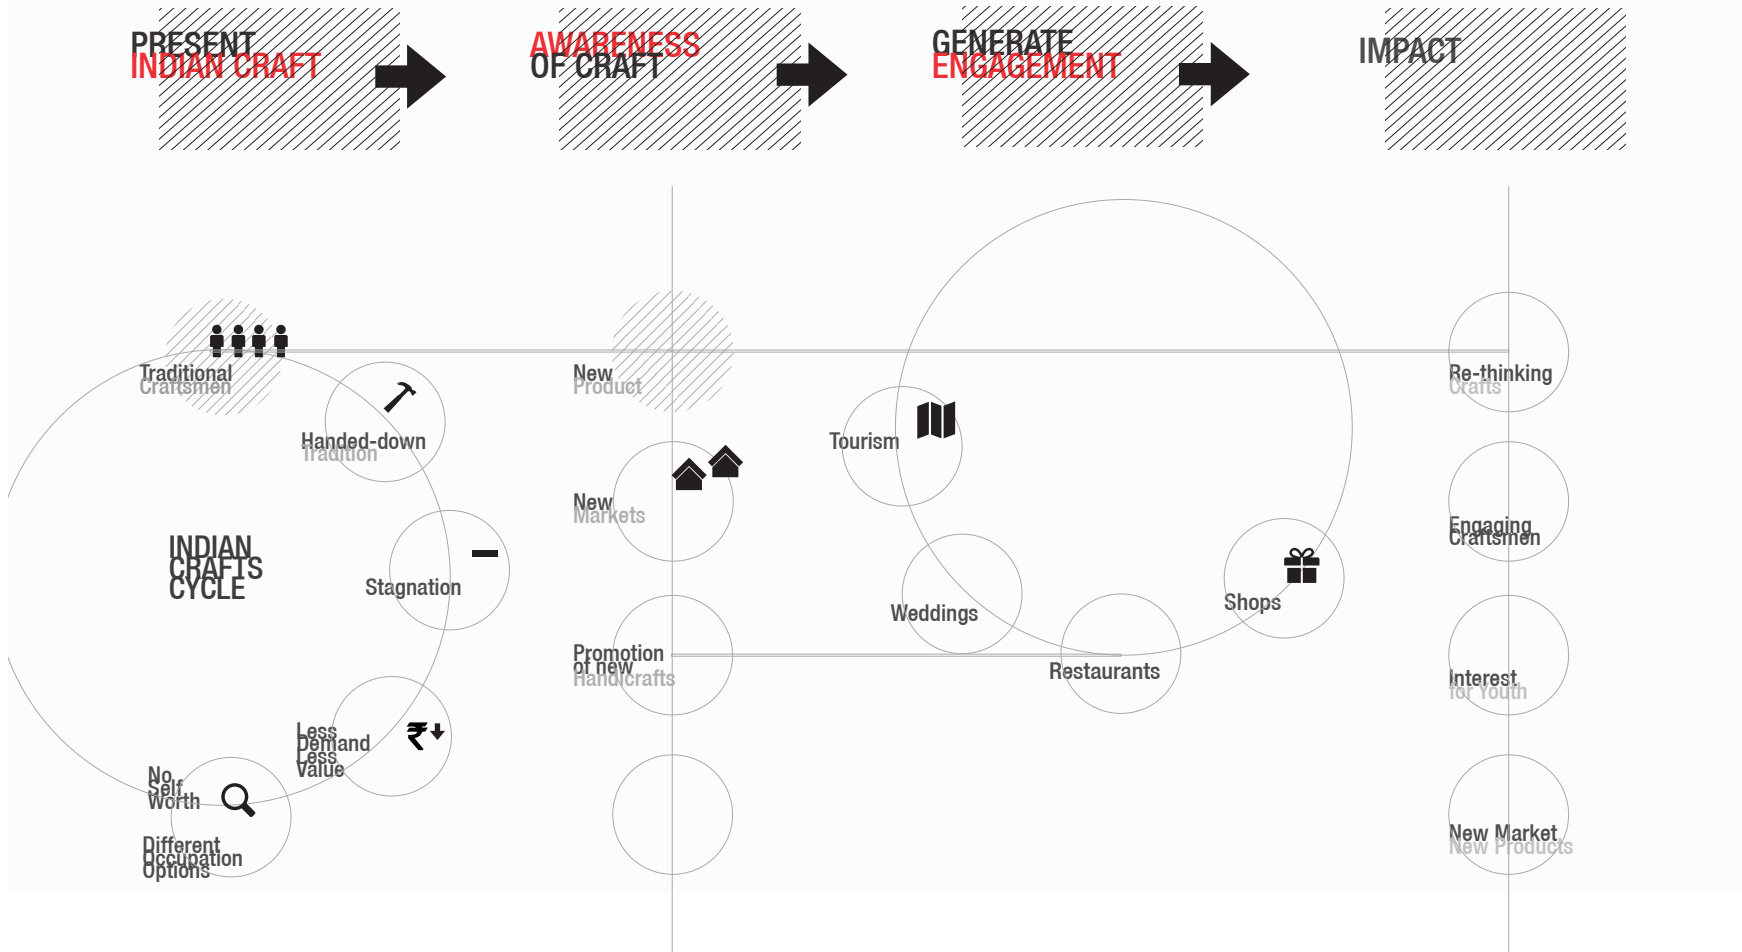 PRESENT
INDIAN CRAFT
AWARENESS
OF CRAFT
GENERATE
ENGAGEMENT
IMPACT
Traditional
Craftsmen
Handed-down
Tradition
INDIAN
CRAFTS
CYCLE
Stagnation
Less
Demand
Less
Value
No
Self
Worth
Different
Occupation
Options
New
Product
New
Markets
Promotion
of new
Handicrafts
Tourism
Weddings
Restaurants
Shops
Re-thinking
Crafts
Engaging
Craftsmen
Interest
for Youth
New Market
New Products